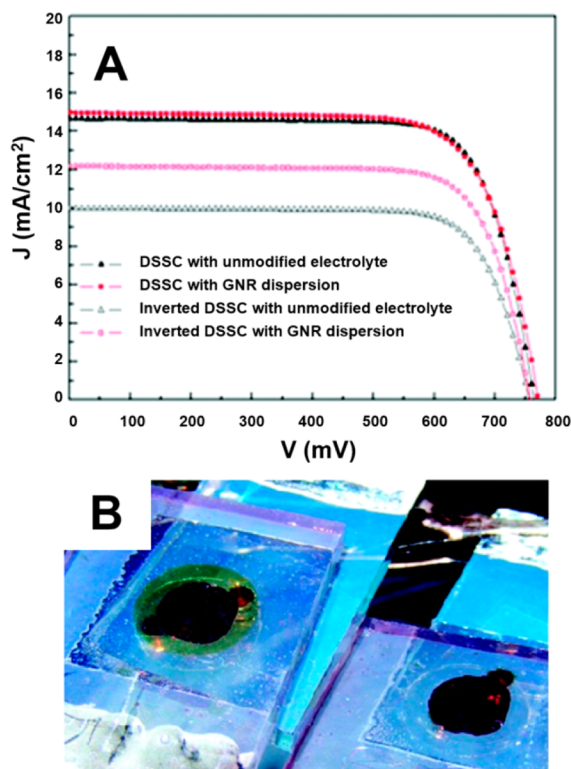 A
20
18
16
14
12
10
8
6
4
2
0
J (mA/cm²)
DSSC with unmodified electrolyte
DSSC with GNR dispersion
Inverted DSSC with unmodified electrolyte
Inverted DSSC with GNR dispersion
0 100 200 300 400 500 600 700 800
V (mV)
B